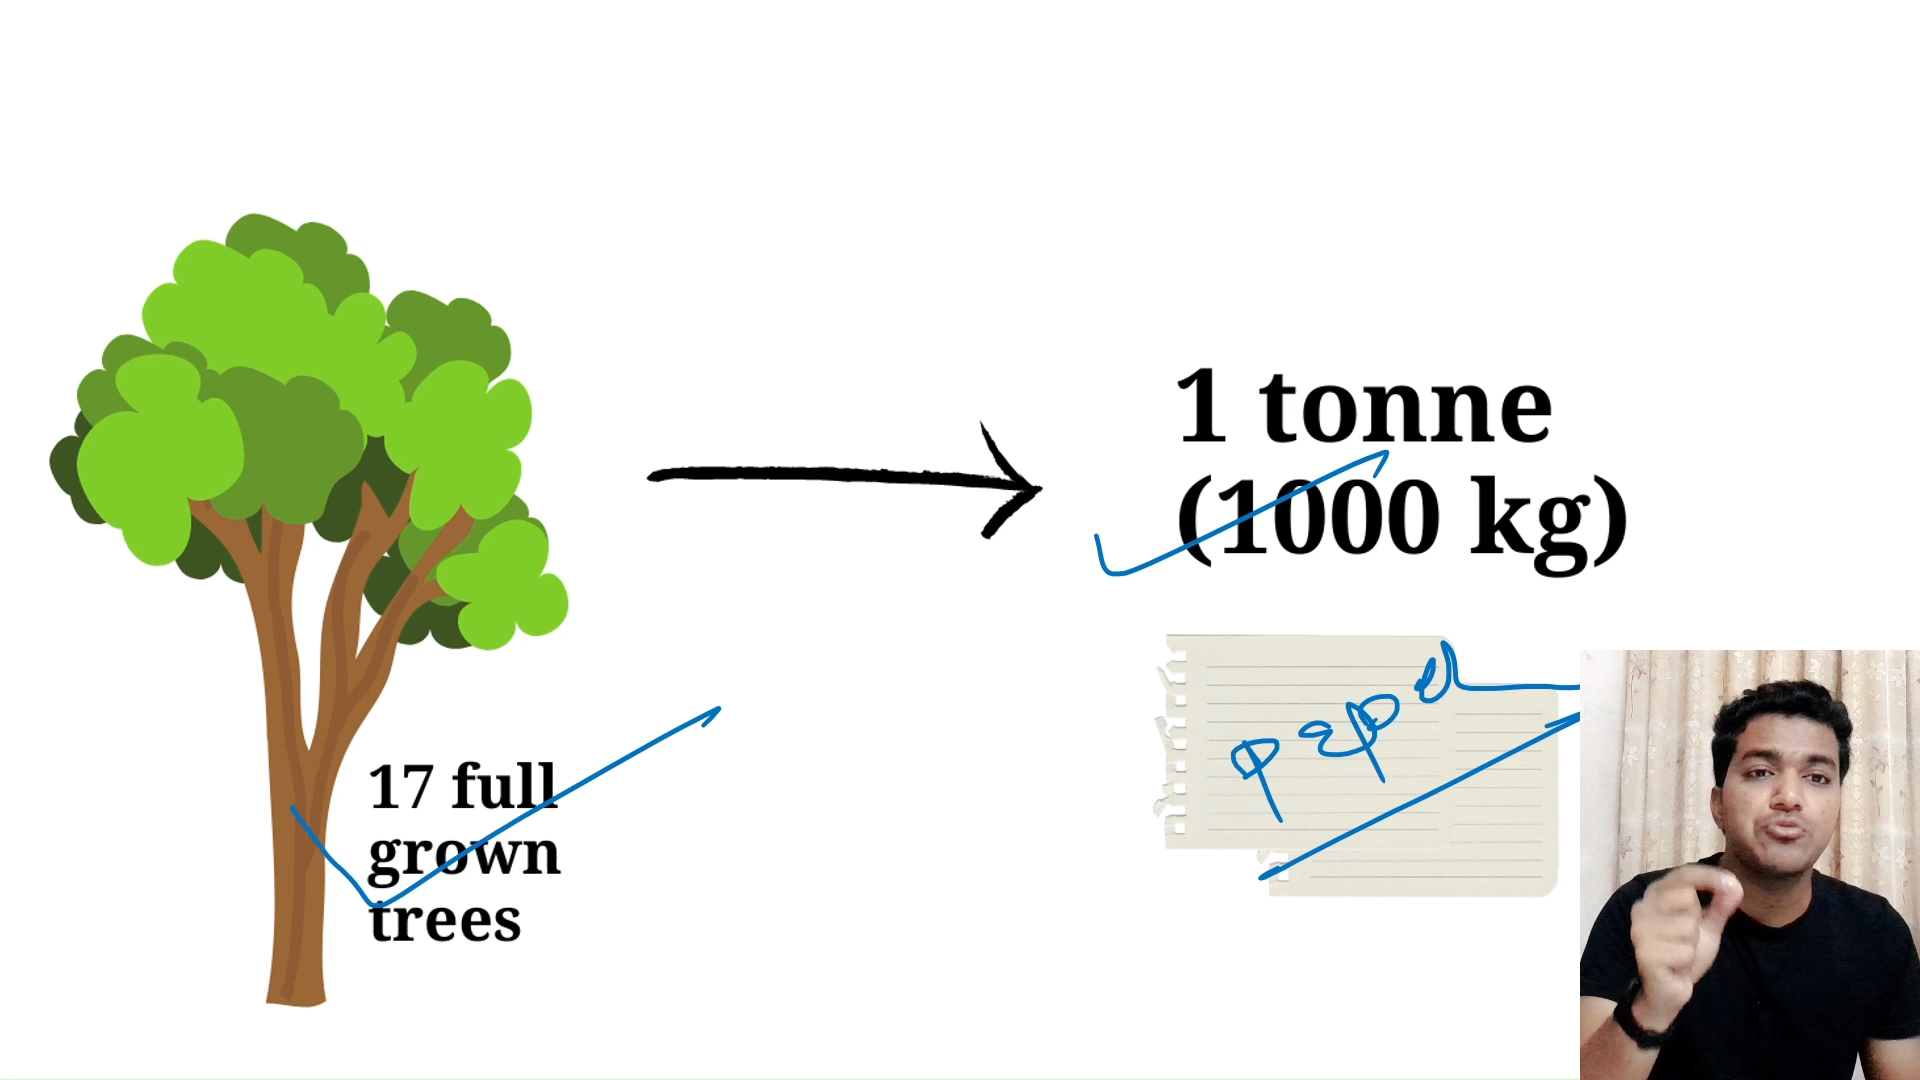 1 tonne
(1000 kg)
paper
17 full
grown
trees